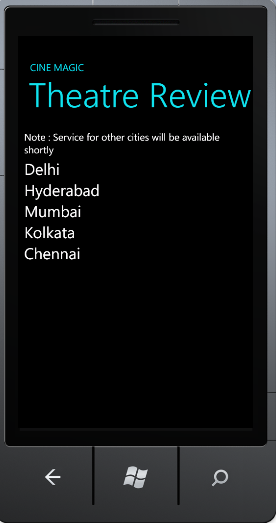 CINE MAGIC
Theatre Review
Note : Service for other cities will be available
shortly
Delhi
Hyderabad
Mumbai
Kolkata
Chennai